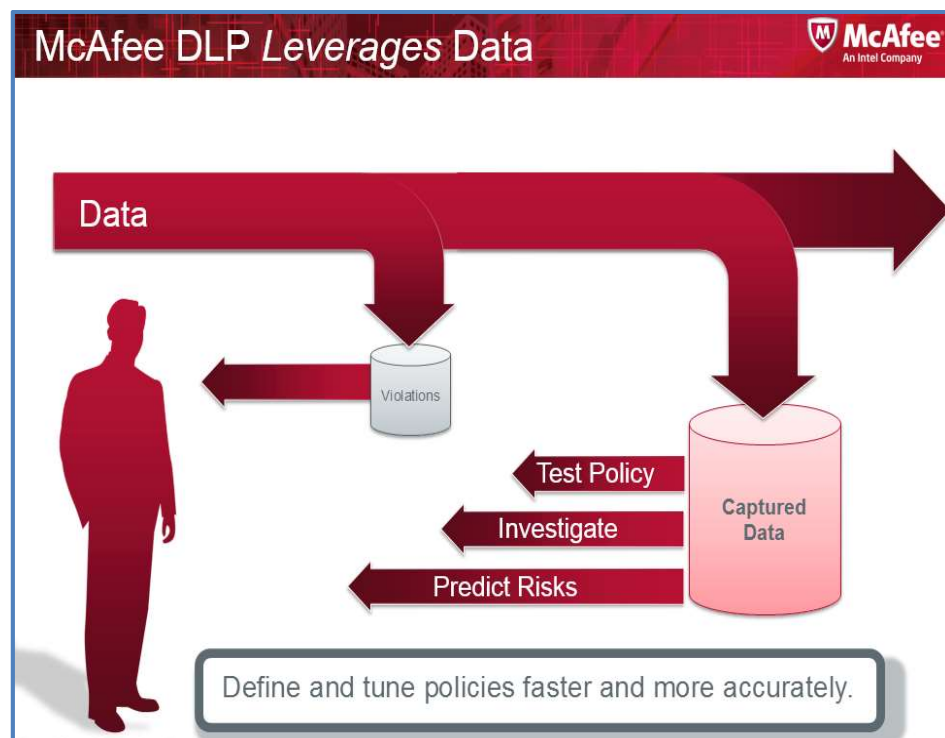 McAfee DLP Leverages Data
McAfee
An Intel Company
Data
Violations
Test Policy
Captured
Data
Investigate
Predict Risks
Define and tune policies faster and more accurately.